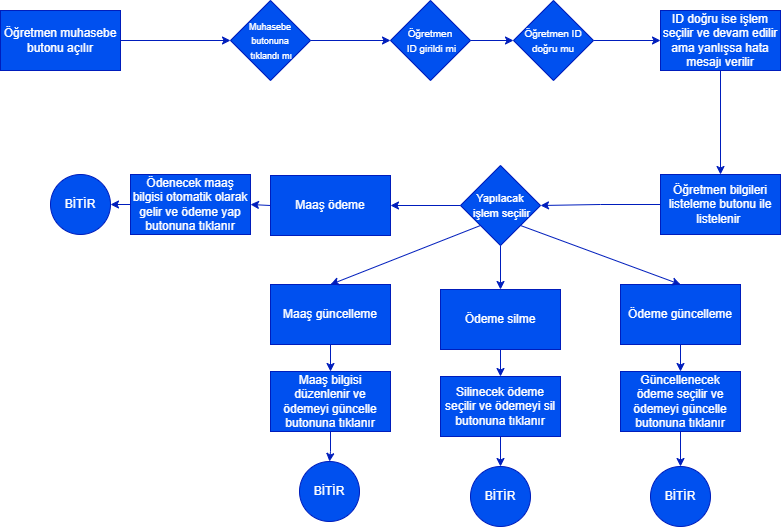 Öğretmen muhasebe
butonu açılır
Muhasebe
butonuna
tıklandı mı
Öğretmen
ID girildi mi
Öğretmen ID
doğru mu
ID doğru ise işlem
seçilir ve devam edilir
ama yanlışsa hata
mesajı verilir
BİTİR
Ödenecek maaş
bilgisi otomatik olarak
gelir ve ödeme yap
butonuna tıklanır
Maaş ödeme
Yapılacak
işlem seçilir
Öğretmen bilgileri
listeleme butonu ile
listelenir
Maaş güncelleme
Ödeme silme
Ödeme güncelleme
Maaş bilgisi
düzenlenir ve
ödemeyi güncelle
butonuna tıklanır
Silinecek ödeme
seçilir ve ödemeyi sil
butonuna tıklanır
Güncellenecek
ödeme seçilir ve
ödemeyi güncelle
butonuna tıklanır
BİTİR
BİTİR
BİTİR